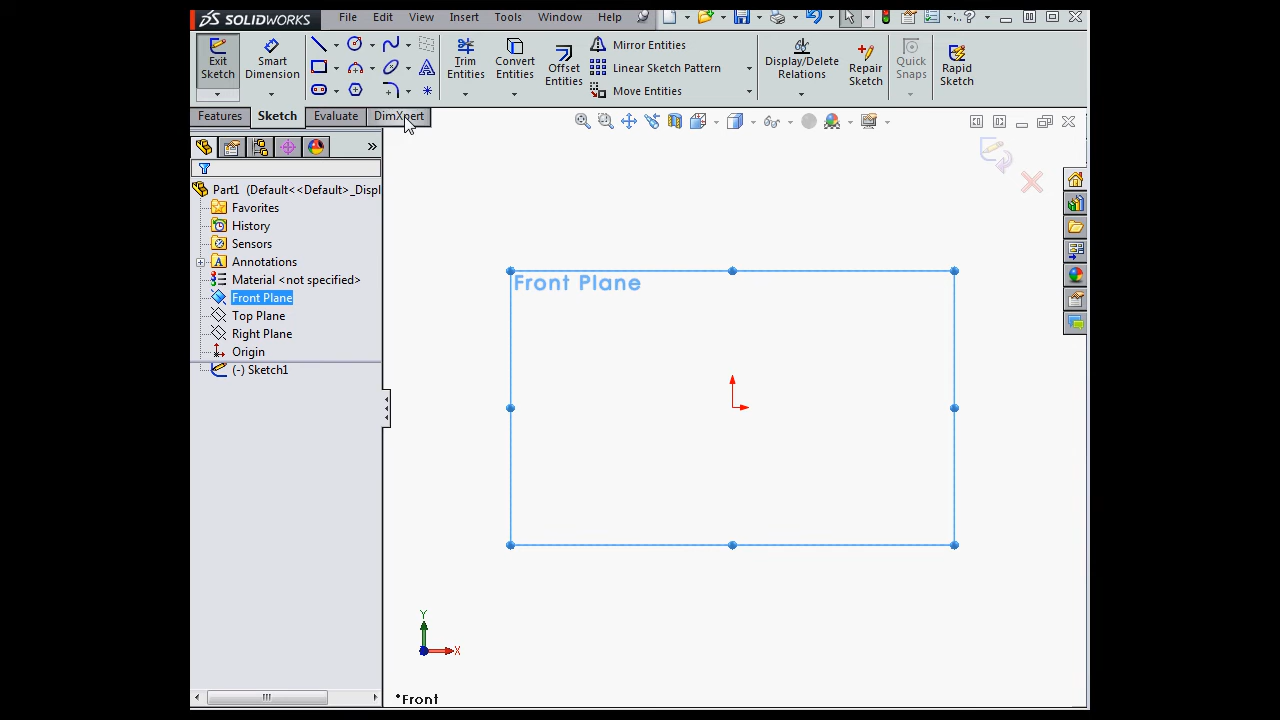 SOLIDWORKS File Edit View Insert Tools Window Help
Exit Sketch
Smart Dimension
Trim Entities
Convert Entities
Offset Entities
Mirror Entities
Linear Sketch Pattern
Move Entities
Display/Delete Relations
Repair Sketch
Quick Snaps
Rapid Sketch
Features Sketch Evaluate DimXpert
Part1 (Default<<Default>_Displ
Favorites
History
Sensors
Annotations
Material <not specified>
Front Plane
Top Plane
Right Plane
Origin
(-) Sketch1
Front Plane
Y
X
*Front